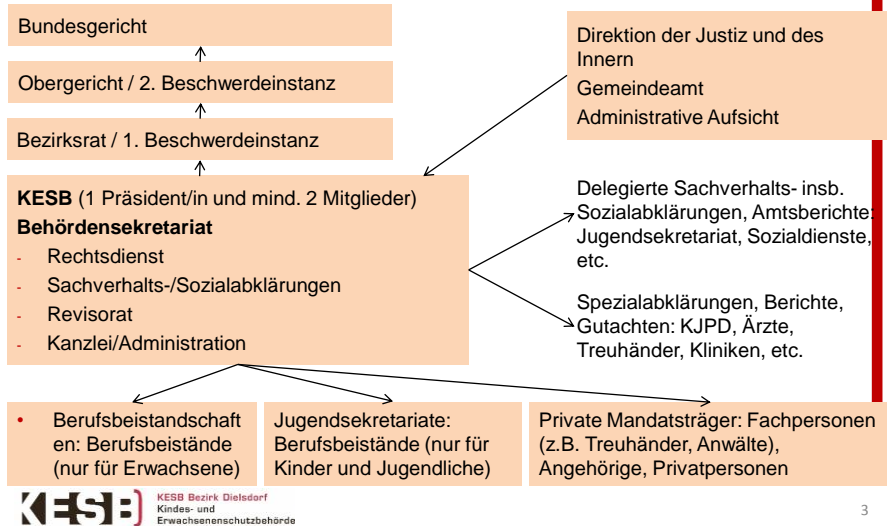 Bundesgericht
Obergericht / 2. Beschwerdeinstanz
Bezirksrat / 1. Beschwerdeinstanz
Direktion der Justiz und des
Innern
Gemeindeamt
Administrative Aufsicht
KESB (1 Präsident/in und mind. 2 Mitglieder)
Behördensekretariat
- Rechtsdienst
- Sachverhalts-/Sozialabklärungen
- Revisorat
- Kanzlei/Administration
Delegierte Sachverhalts- insb.
Sozialabklärungen, Amtsberichte:
Jugendsekretariat, Sozialdienste,
etc.
Spezialabklärungen, Berichte,
Gutachten: KJPD, Ärzte,
Treuhänder, Kliniken, etc.
• Berufsbeistandschaft
en: Berufsbeistände
(nur für Erwachsene)
Jugendsekretariate:
Berufsbeistände (nur für
Kinder und Jugendliche)
Private Mandatsträger: Fachpersonen
(z.B. Treuhänder, Anwälte),
Angehörige, Privatpersonen
KESB
KESB Bezirk Dielsdorf
Kindes- und
Erwachsenenschutzbehörde
3